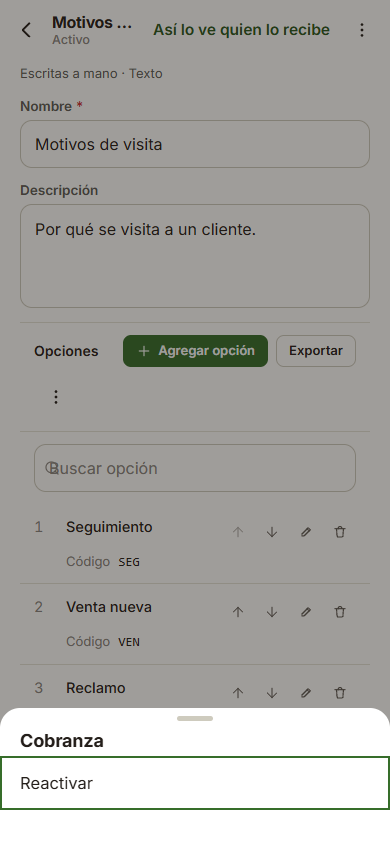 Motivos ...
Activo
Así lo ve quien lo recibe
Escritas a mano · Texto
Nombre *
Motivos de visita
Descripción
Por qué se visita a un cliente.
Opciones
Agregar opción
Exportar
Buscar opción
1 Seguimiento
Código SEG
2 Venta nueva
Código VEN
3 Reclamo
Cobranza
Reactivar